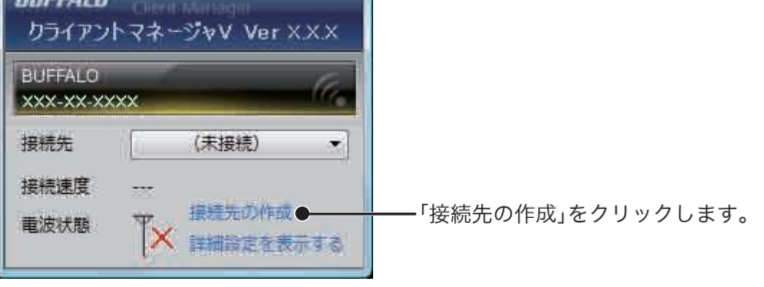 BUFFALO Client Manager
クライアントマネージャV Ver X.X.X
BUFFALO
XXX-XX-XXXX
接続先 (未接続)
接続速度 ---
接続先の作成
「接続先の作成」をクリックします。
電波状態
詳細設定を表示する